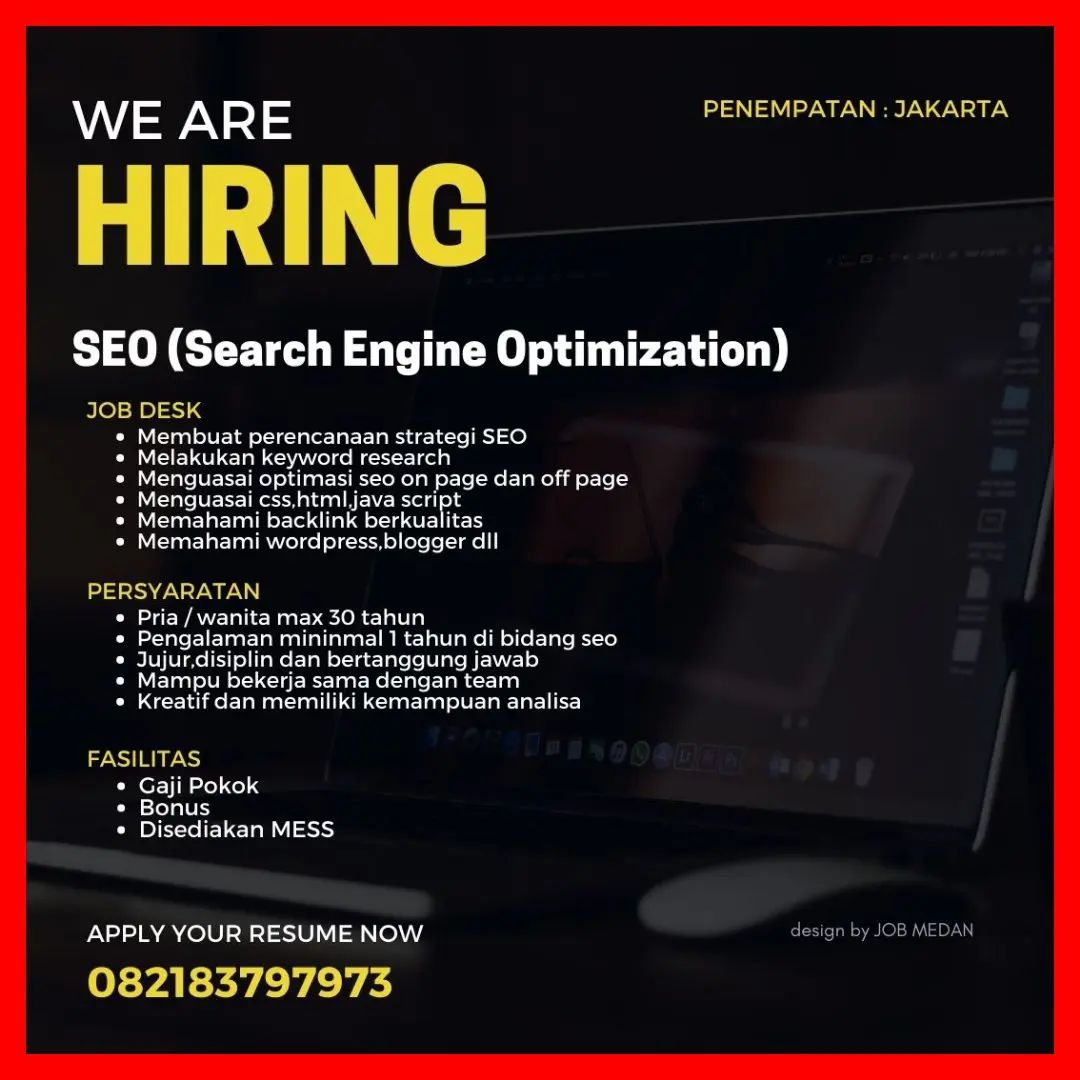 WE ARE
HIRING
PENEMPATAN : JAKARTA
SEO (Search Engine Optimization)
JOB DESK
• Membuat perencanaan strategi SEO
• Melakukan keyword research
• Menguasai optimasi seo on page dan off page
• Menguasai css,html,java script
• Memahami backlink berkualitas
• Memahami wordpress,blogger dll
PERSYARATAN
• Pria / wanita max 30 tahun
• Pengalaman mininmal 1 tahun di bidang seo
• Jujur,disiplin dan bertanggung jawab
• Mampu bekerja sama dengan team
• Kreatif dan memiliki kemampuan analisa
FASILITAS
• Gaji Pokok
• Bonus
• Disediakan MESS
APPLY YOUR RESUME NOW
082183797973
design by JOB MEDAN